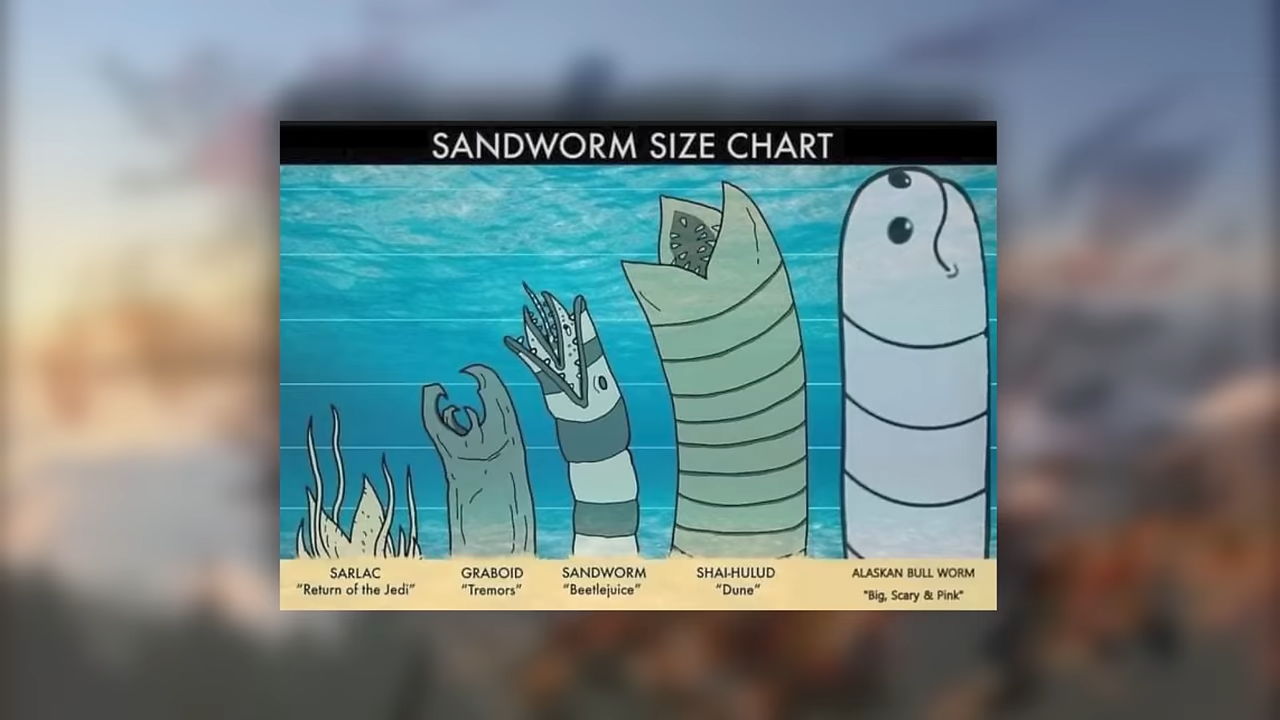 SANDWORM SIZE CHART
SARLAC
"Return of the Jedi"
GRABOID
"Tremors"
SANDWORM
"Beetlejuice"
SHAI-HULUD
"Dune"
ALASKAN BULL WORM
"Big, Scary & Pink"